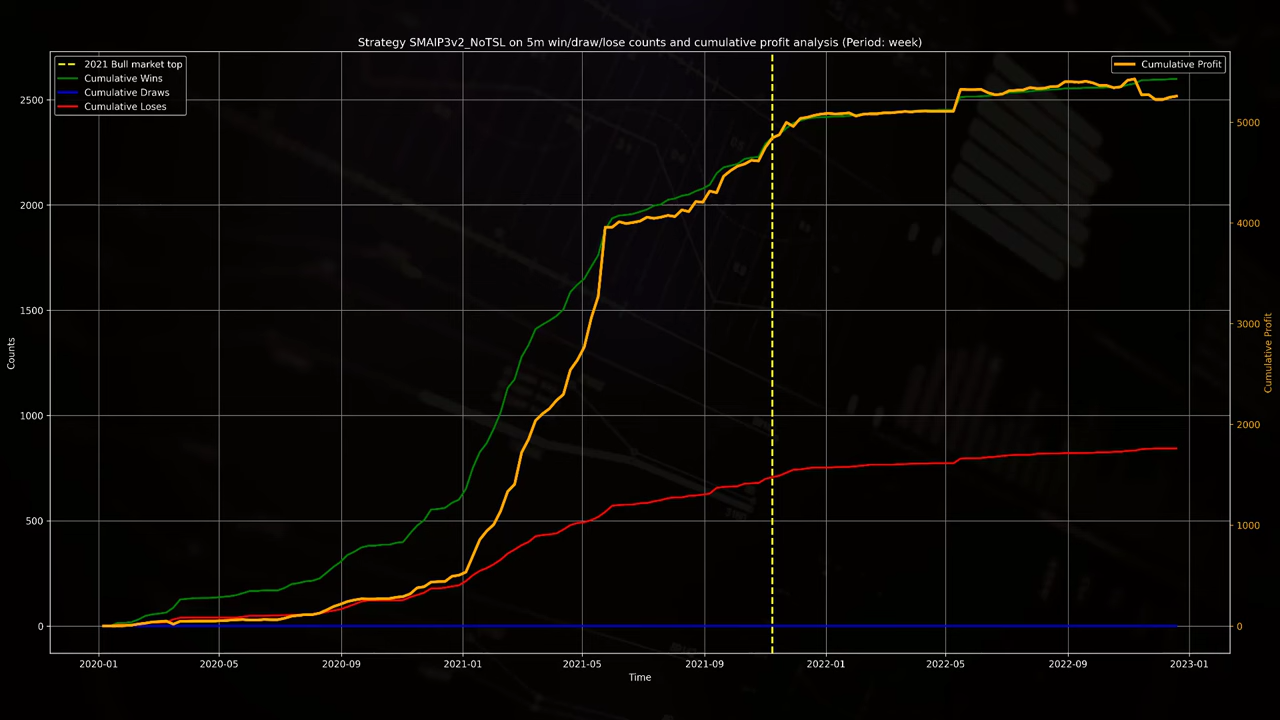 Strategy SMAIP3v2_NoTSL on 5m win/draw/lose counts and cumulative profit analysis (Period: week)
2021 Bull market top
Cumulative Wins
Cumulative Draws
Cumulative Loses
Cumulative Profit
2500
2000
1500
1000
500
0
Counts
5000
4000
3000
2000
1000
0
Cumulative Profit
2020-01 2020-05 2020-09 2021-01 2021-05 2021-09 2022-01 2022-05 2022-09 2023-01
Time